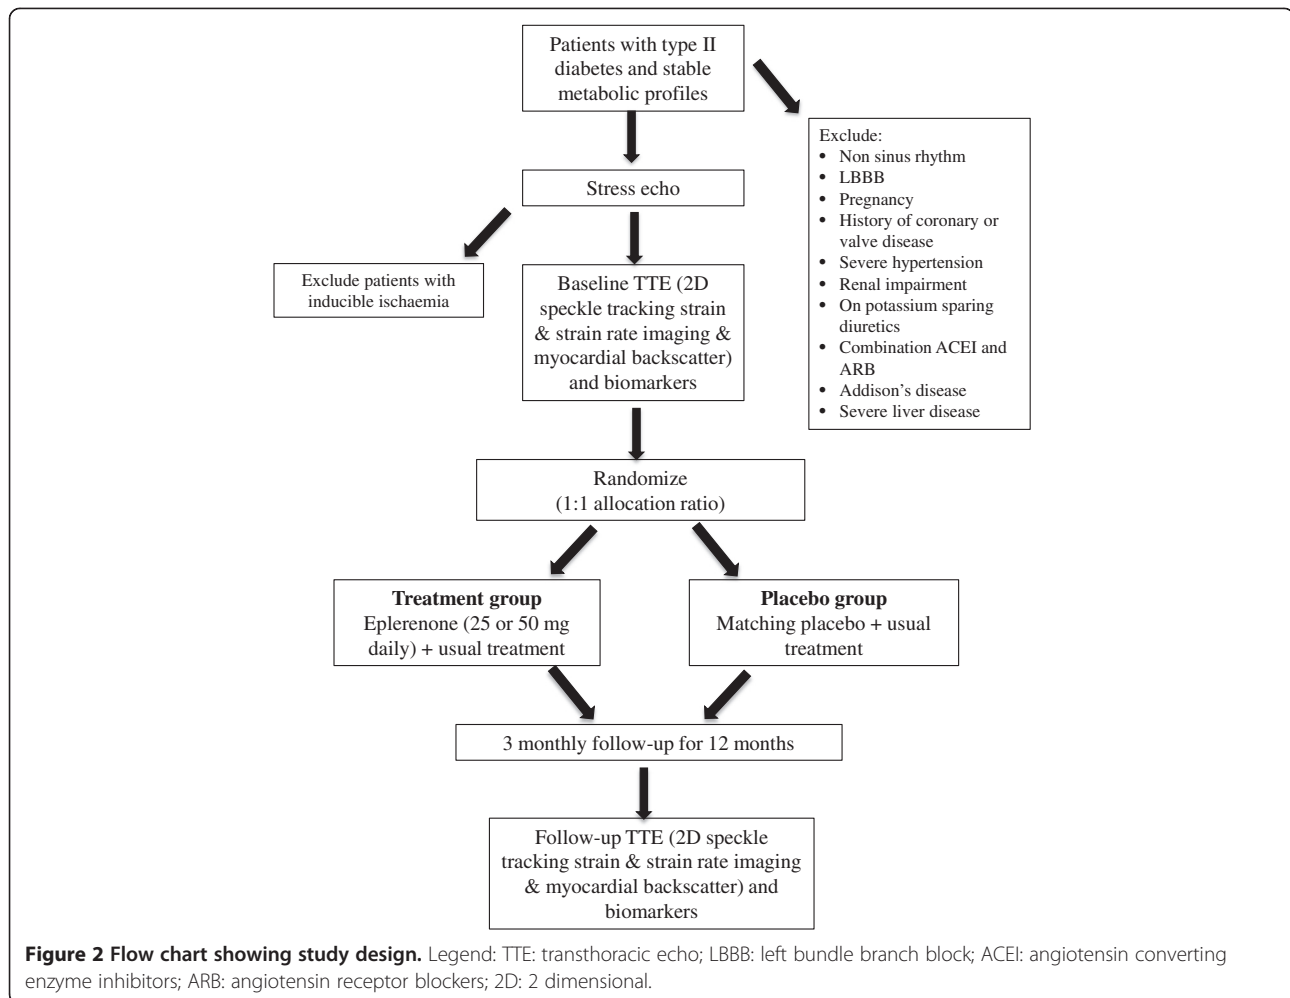 Patients with type II
diabetes and stable
metabolic profiles
Exclude:
• Non sinus rhythm
• LBBB
• Pregnancy
• History of coronary or
valve disease
• Severe hypertension
• Renal impairment
• On potassium sparing
diuretics
• Combination ACEI and
ARB
• Addison's disease
• Severe liver disease
Stress echo
Exclude patients with
inducible ischaemia
Baseline TTE (2D
speckle tracking strain
& strain rate imaging &
myocardial backscatter)
and biomarkers
Randomize
(1:1 allocation ratio)
Treatment group
Eplerenone (25 or 50 mg
daily) + usual treatment
Placebo group
Matching placebo + usual
treatment
3 monthly follow-up for 12 months
Follow-up TTE (2D speckle
tracking strain & strain rate imaging
& myocardial backscatter) and
biomarkers
Figure 2 Flow chart showing study design. Legend: TTE: transthoracic echo; LBBB: left bundle branch block; ACEI: angiotensin converting
enzyme inhibitors; ARB: angiotensin receptor blockers; 2D: 2 dimensional.